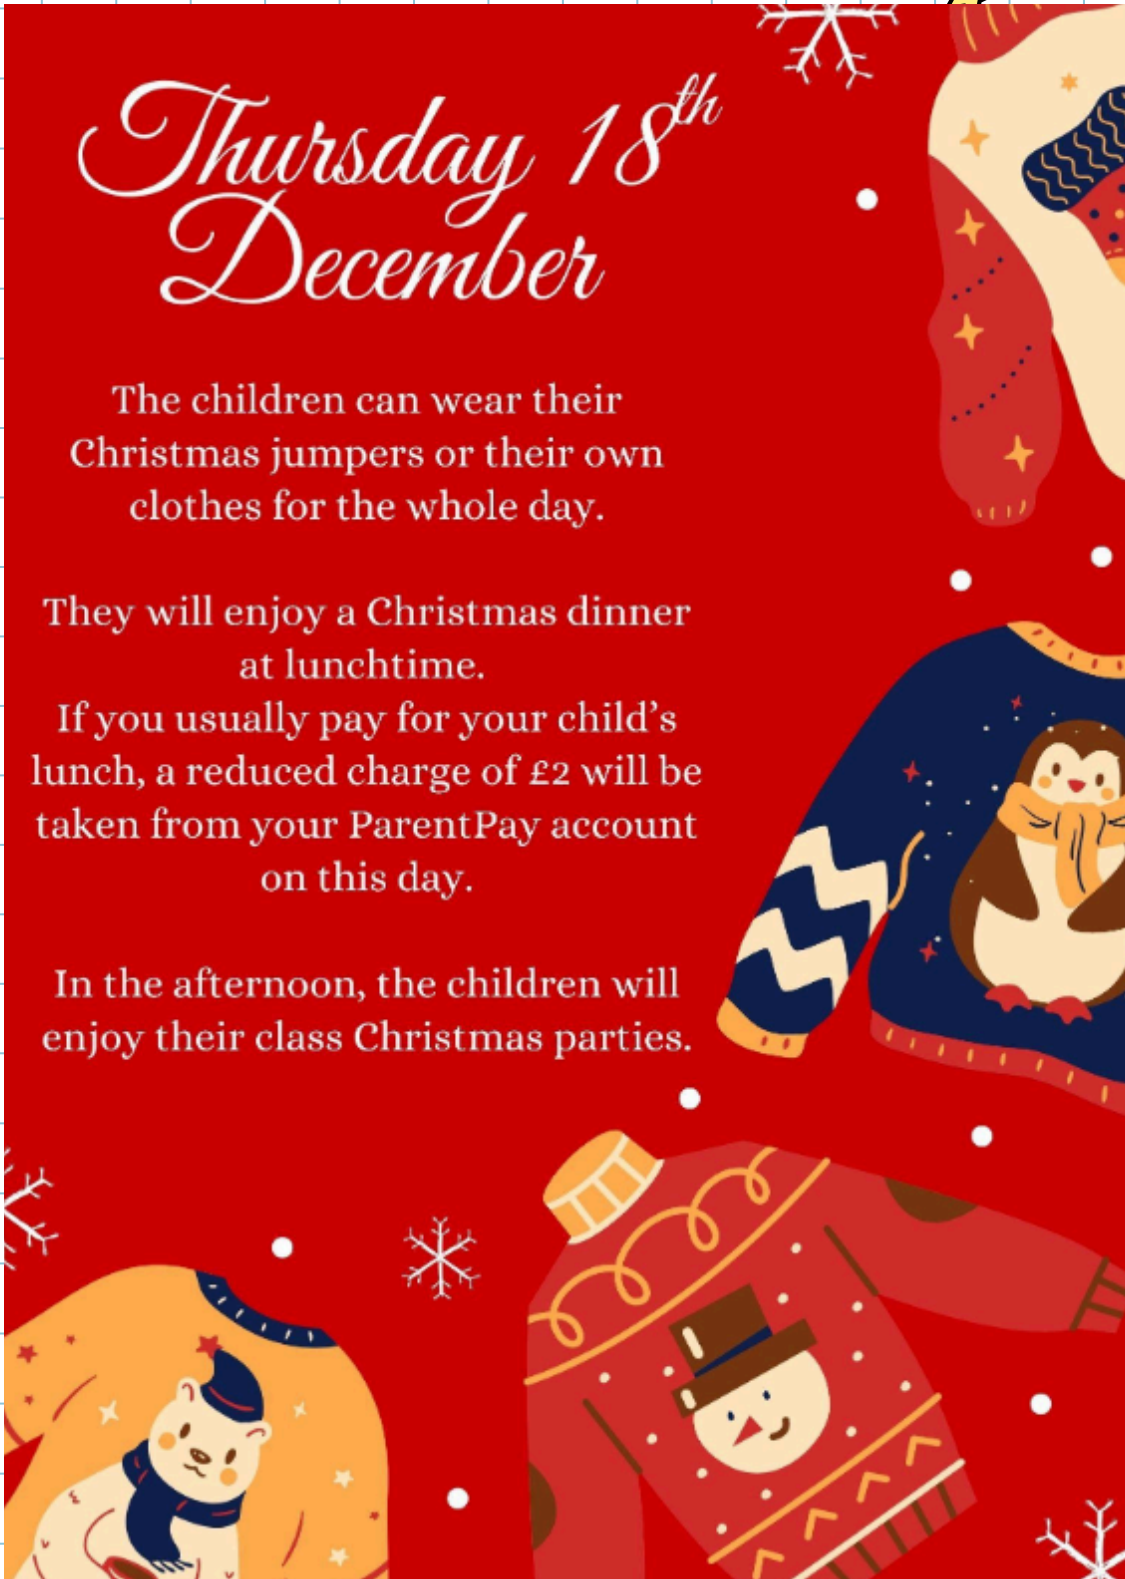 Thursday 18th
December
The children can wear their
Christmas jumpers or their own
clothes for the whole day.
They will enjoy a Christmas dinner
at lunchtime.
If you usually pay for your child’s
lunch, a reduced charge of £2 will be
taken from your ParentPay account
on this day.
In the afternoon, the children will
enjoy their class Christmas parties.